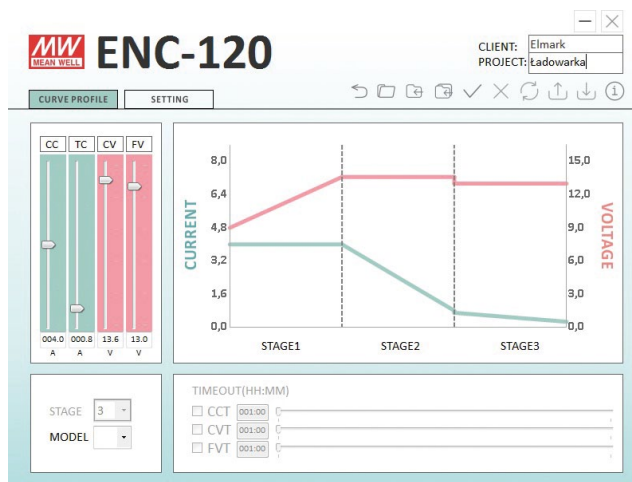 MW
MEAN WELL
ENC-120
CLIENT: Elmark
PROJECT: Ładowarka
CURVE PROFILE SETTING
CC TC CV FV
004.0 000.8 13.6 13.0
A A V V
CURRENT
8,0
6,4
4,8
3,2
1,6
0,0
15,0
12,0
9,0
6,0
3,0
0,0
VOLTAGE
STAGE1 STAGE2 STAGE3
STAGE 3
MODEL
TIMEOUT(HH:MM)
CCT 001:00
CVT 001:00
FVT 001:00